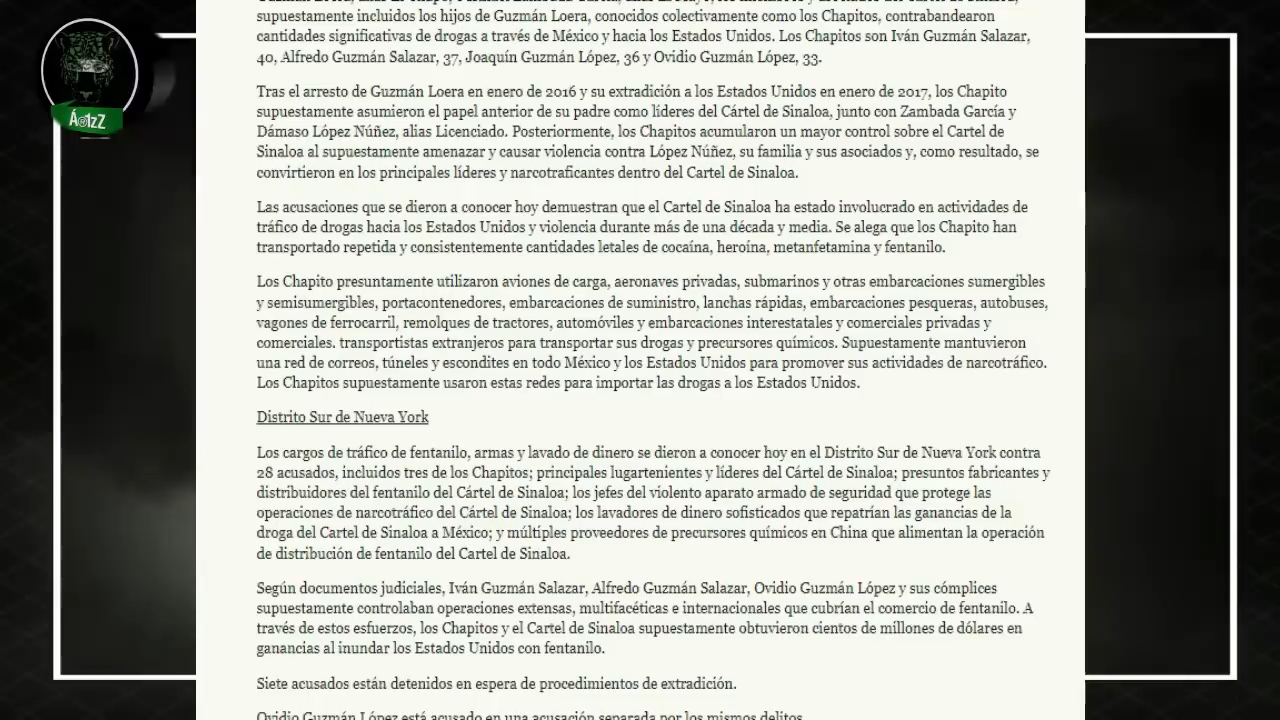 supuestamente incluidos los hijos de Guzmán Loera, conocidos colectivamente como los Chapitos, contrabandearon
cantidades significativas de drogas a través de México y hacia los Estados Unidos. Los Chapitos son Iván Guzmán Salazar,
40, Alfredo Guzmán Salazar, 37, Joaquín Guzmán López, 36 y Ovidio Guzmán López, 33.
Tras el arresto de Guzmán Loera en enero de 2016 y su extradición a los Estados Unidos en enero de 2017, los Chapito
supuestamente asumieron el papel anterior de su padre como líderes del Cártel de Sinaloa, junto con Zambada García y
Dámaso López Núñez, alias Licenciado. Posteriormente, los Chapitos acumularon un mayor control sobre el Cartel de
Sinaloa al supuestamente amenazar y causar violencia contra López Núñez, su familia y sus asociados y, como resultado, se
convirtieron en los principales líderes y narcotraficantes dentro del Cartel de Sinaloa.
Las acusaciones que se dieron a conocer hoy demuestran que el Cartel de Sinaloa ha estado involucrado en actividades de
tráfico de drogas hacia los Estados Unidos y violencia durante más de una década y media. Se alega que los Chapito han
transportado repetida y consistentemente cantidades letales de cocaína, heroína, metanfetamina y fentanilo.
Los Chapito presuntamente utilizaron aviones de carga, aeronaves privadas, submarinos y otras embarcaciones sumergibles
y semisumergibles, portacontenedores, embarcaciones de suministro, lanchas rápidas, embarcaciones pesqueras, autobuses,
vagones de ferrocarril, remolques de tractores, automóviles y embarcaciones interestatales y comerciales privadas y
comerciales. transportistas extranjeros para transportar sus drogas y precursores químicos. Supuestamente mantuvieron
una red de correos, túneles y escondites en todo México y los Estados Unidos para promover sus actividades de narcotráfico.
Los Chapitos supuestamente usaron estas redes para importar las drogas a los Estados Unidos.
Distrito Sur de Nueva York
Los cargos de tráfico de fentanilo, armas y lavado de dinero se dieron a conocer hoy en el Distrito Sur de Nueva York contra
28 acusados, incluidos tres de los Chapitos; principales lugartenientes y líderes del Cártel de Sinaloa; presuntos fabricantes y
distribuidores del fentanilo del Cártel de Sinaloa; los jefes del violento aparato armado de seguridad que protege las
operaciones de narcotráfico del Cártel de Sinaloa; los lavadores de dinero sofisticados que repatrían las ganancias de la
droga del Cartel de Sinaloa a México; y múltiples proveedores de precursores químicos en China que alimentan la operación
de distribución de fentanilo del Cartel de Sinaloa.
Según documentos judiciales, Iván Guzmán Salazar, Alfredo Guzmán Salazar, Ovidio Guzmán López y sus cómplices
supuestamente controlaban operaciones extensas, multifacéticas e internacionales que cubrían el comercio de fentanilo. A
través de estos esfuerzos, los Chapitos y el Cartel de Sinaloa supuestamente obtuvieron cientos de millones de dólares en
ganancias al inundar los Estados Unidos con fentanilo.
Siete acusados están detenidos en espera de procedimientos de extradición.
Ovidio Guzmán López está acusado en una acusación separada por los mismos delitos.